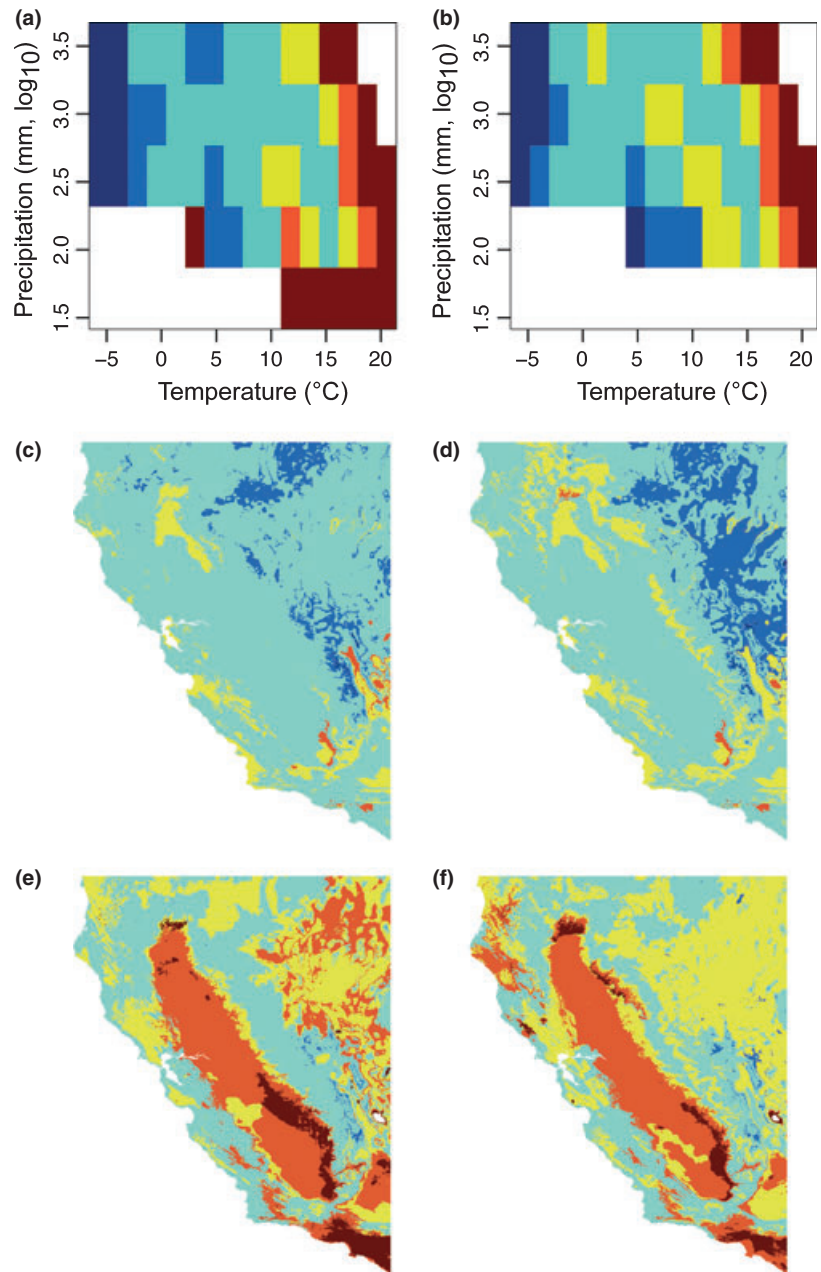 (a)
Precipitation (mm, log10)
3.5
3.0
2.5
2.0
1.5
−5 0 5 10 15 20
Temperature (°C)
(b)
Precipitation (mm, log10)
3.5
3.0
2.5
2.0
1.5
−5 0 5 10 15 20
Temperature (°C)
(c)
(d)
(e)
(f)